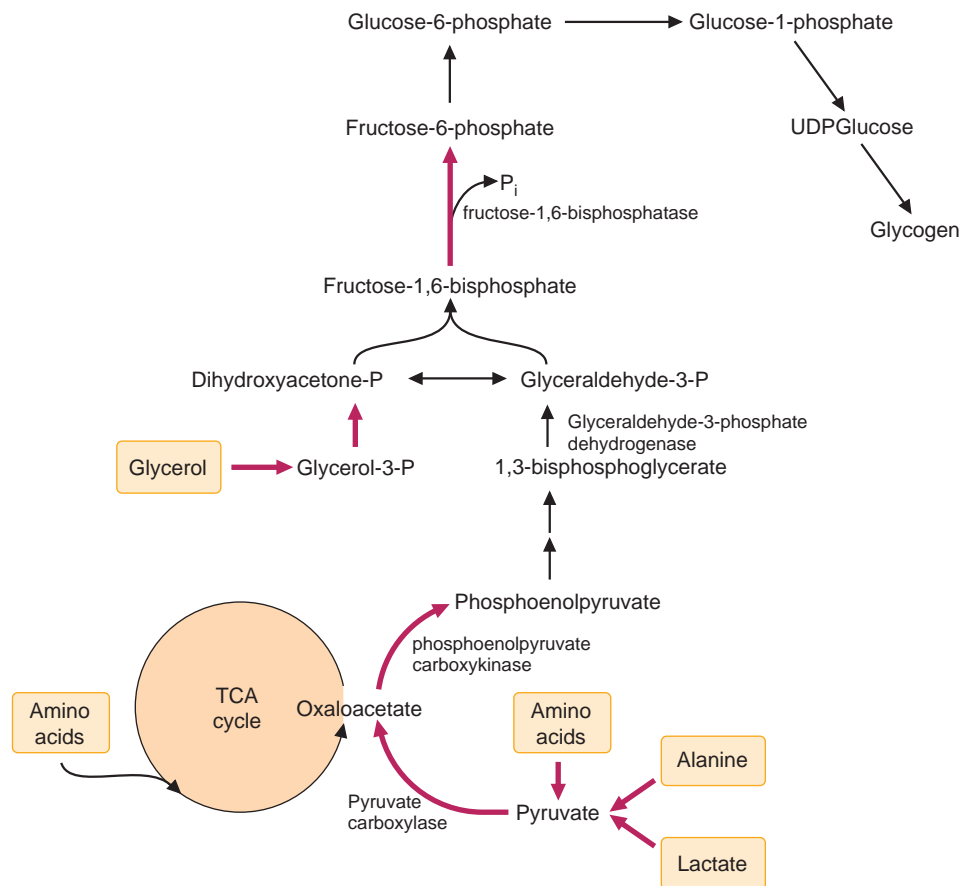 Glucose-6-phosphate
Glucose-1-phosphate
Fructose-6-phosphate
UDPGlucose
Pi
fructose-1,6-bisphosphatase
Glycogen
Fructose-1,6-bisphosphate
Dihydroxyacetone-P
Glyceraldehyde-3-P
Glyceraldehyde-3-phosphate
dehydrogenase
Glycerol
Glycerol-3-P
1,3-bisphosphoglycerate
Phosphoenolpyruvate
phosphoenolpyruvate
carboxykinase
TCA
cycle
Oxaloacetate
Amino
acids
Amino
acids
Alanine
Pyruvate
carboxylase
Pyruvate
Lactate